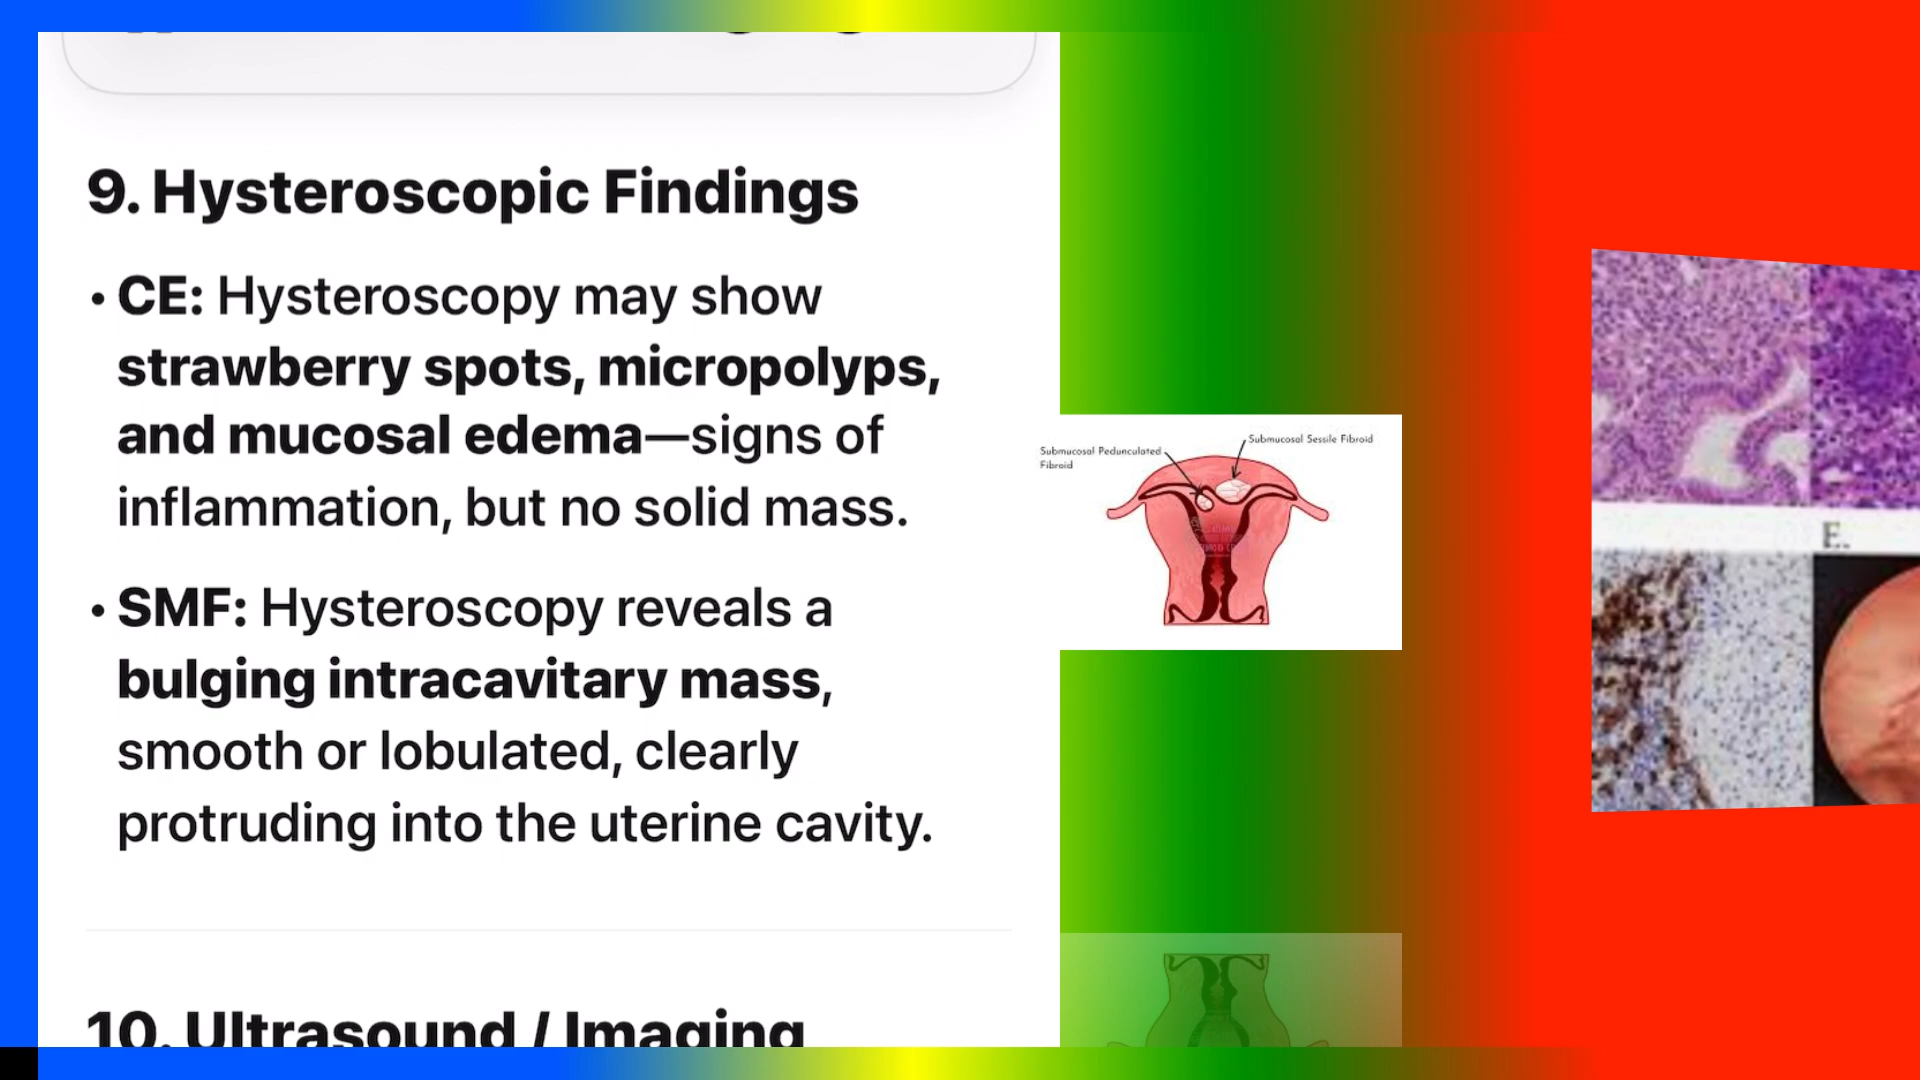 9. Hysteroscopic Findings
• CE: Hysteroscopy may show
strawberry spots, micropolyps,
and mucosal edema—signs of
inflammation, but no solid mass.
• SMF: Hysteroscopy reveals a
bulging intracavitary mass,
smooth or lobulated, clearly
protruding into the uterine cavity.
10. Ultrasound / Imaging
Submucosal Pedunculated
Fibroid
Submucosal Sessile Fibroid
E.